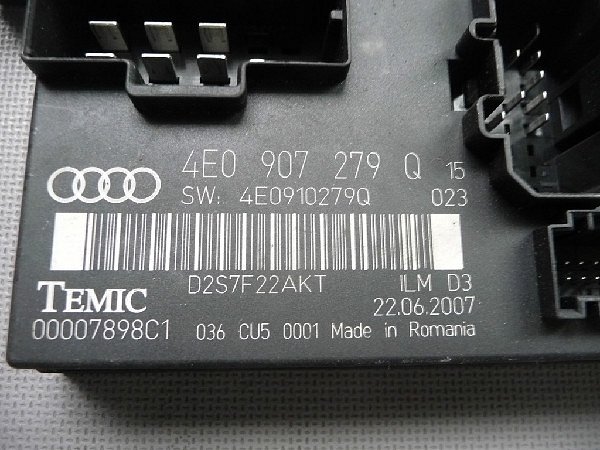 4E0 907 279 Q 15
SW: 4E0910279Q 023
D2S7F22AKT ILM D3
TEMIC 22.06.2007
00007898C1 036 CU5 0001 Made in Romania